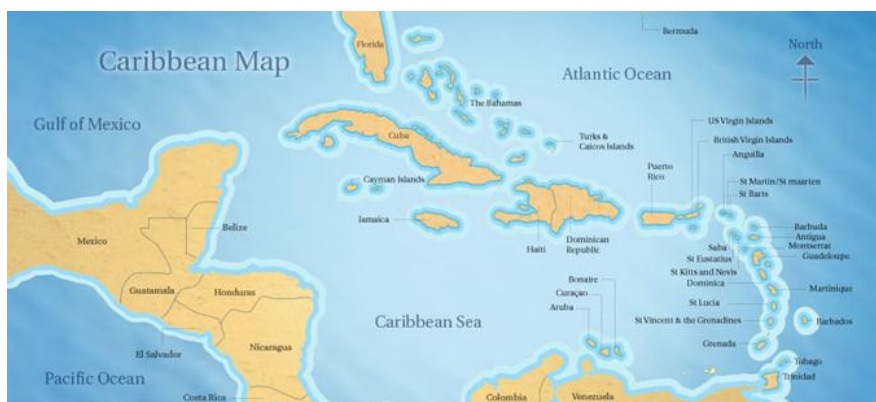 Caribbean Map
Florida
Bermuda
North
Atlantic Ocean
Gulf of Mexico
The Bahamas
Cuba
Turks &
Caicos Islands
US Virgin Islands
British Virgin Islands
Anguilla
Puerto
Rico
St Martin/St maarten
St Barts
Cayman Islands
Jamaica
Haiti
Dominican
Republic
Mexico
Belize
Barbuda
Antigua
Montserrat
Guadeloupe
Saba
St Eustatius
St Kitts and Nevis
Dominica
Martinique
Guatamala
Honduras
Bonaire
Curaçao
Aruba
St Lucia
St Vincent & the Grenadines
Barbados
Caribbean Sea
El Salvador
Nicaragua
Grenada
Tobago
Trinidad
Pacific Ocean
Costa Rica
Colombia
Venezuela